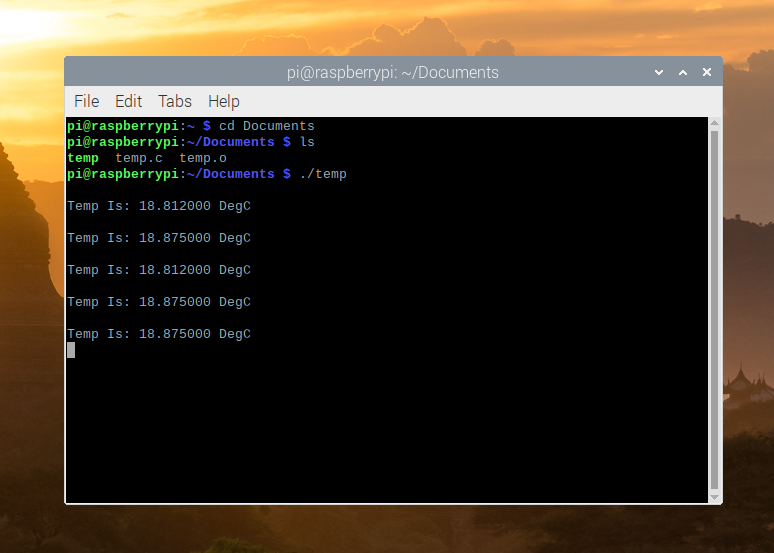 pi@raspberrypi: ~/Documents
File Edit Tabs Help
pi@raspberrypi:~ $ cd Documents
pi@raspberrypi:~/Documents $ ls
temp  temp.c  temp.o
pi@raspberrypi:~/Documents $ ./temp
Temp Is: 18.812000 DegC
Temp Is: 18.875000 DegC
Temp Is: 18.812000 DegC
Temp Is: 18.875000 DegC
Temp Is: 18.875000 DegC